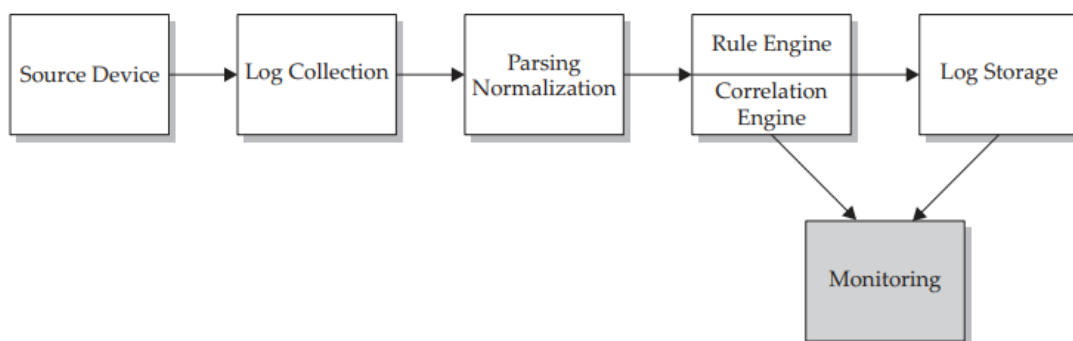 Source Device
Log Collection
Parsing
Normalization
Rule Engine
Correlation
Engine
Log Storage
Monitoring